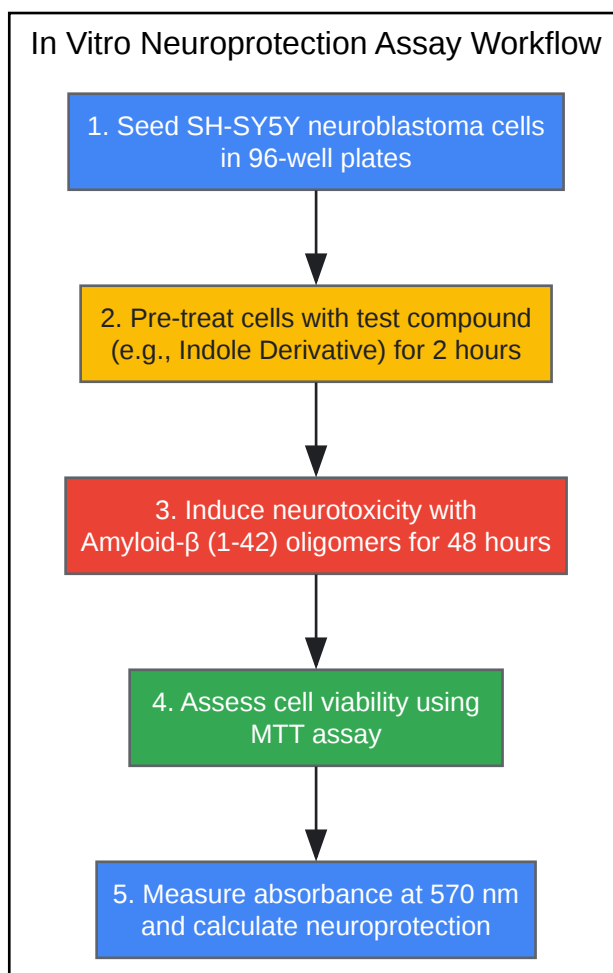 In Vitro Neuroprotection Assay Workflow
1. Seed SH-SY5Y neuroblastoma cells
in 96-well plates
2. Pre-treat cells with test compound
(e.g., Indole Derivative) for 2 hours
3. Induce neurotoxicity with
Amyloid-β (1-42) oligomers for 48 hours
4. Assess cell viability using
MTT assay
5. Measure absorbance at 570 nm
and calculate neuroprotection